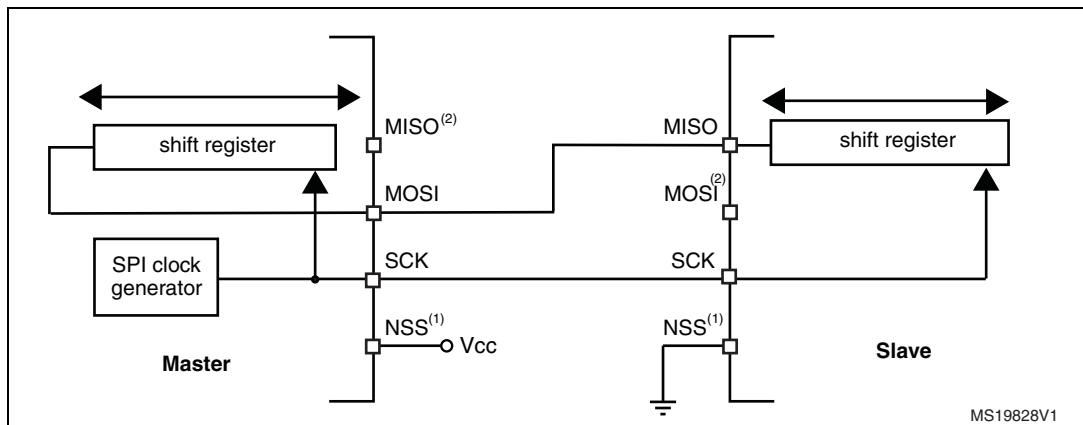 MISO(2)
MISO
shift register
shift register
MOSI
MOSI(2)
SPI clock
generator
SCK
SCK
NSS(1)
Vcc
NSS(1)
Master
Slave
MS19828V1